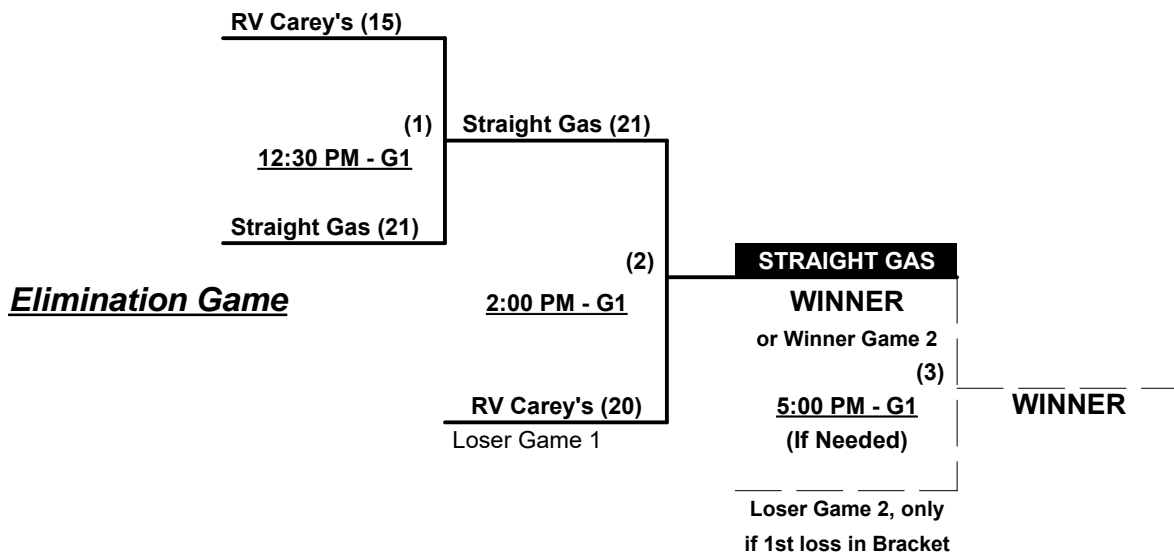 RV Carey's (15)
(1)
Straight Gas (21)
12:30 PM - G1
Straight Gas (21)
(2)
STRAIGHT GAS
Elimination Game
2:00 PM - G1
WINNER
or Winner Game 2
(3)
RV Carey's (20)
5:00 PM - G1
WINNER
Loser Game 1
(If Needed)
Loser Game 2, only
if 1st loss in Bracket